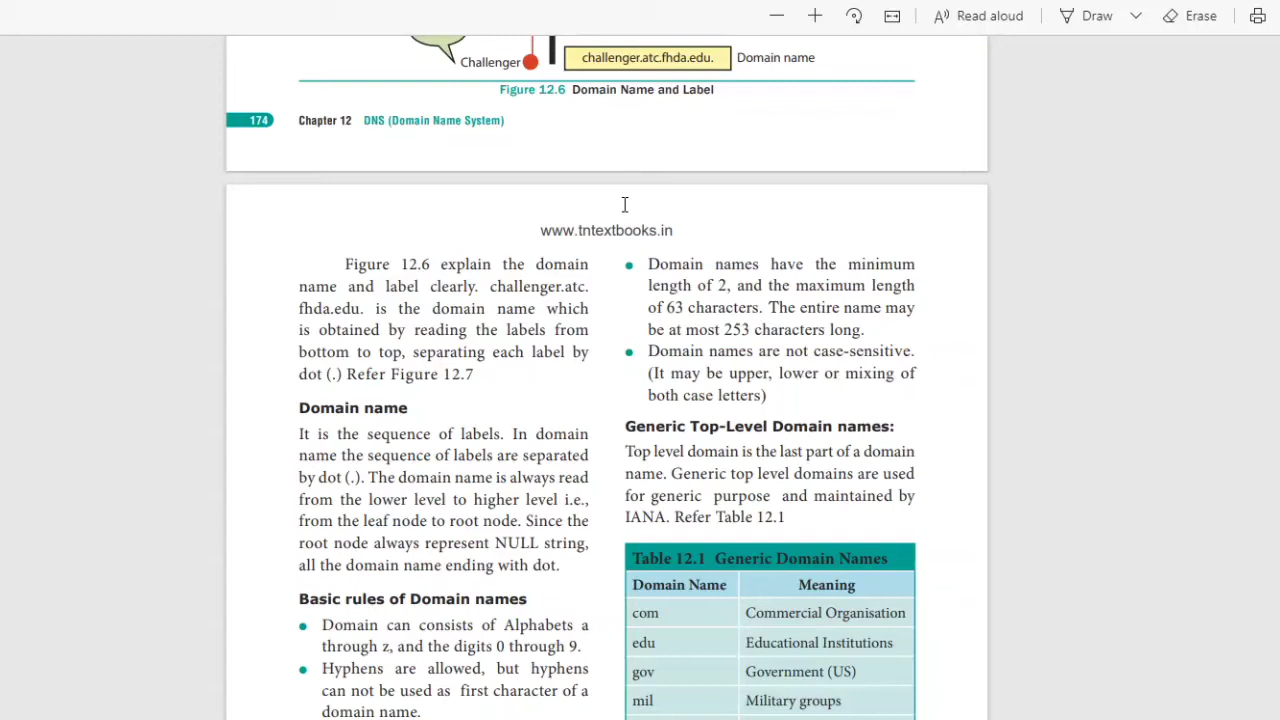 Read aloud
Draw
Erase
Challenger
challenger.atc.fhda.edu.
Domain name
Figure 12.6 Domain Name and Label
174 Chapter 12 DNS (Domain Name System)
www.tntextbooks.in
Figure 12.6 explain the domain
name and label clearly. challenger.atc.
fhda.edu. is the domain name which
is obtained by reading the labels from
bottom to top, separating each label by
dot (.) Refer Figure 12.7
Domain name
It is the sequence of labels. In domain
name the sequence of labels are separated
by dot (.). The domain name is always read
from the lower level to higher level i.e.,
from the leaf node to root node. Since the
root node always represent NULL string,
all the domain name ending with dot.
Basic rules of Domain names
Domain can consists of Alphabets a
through z, and the digits 0 through 9.
Hyphens are allowed, but hyphens
can not be used as first character of a
domain name.
Domain names have the minimum
length of 2, and the maximum length
of 63 characters. The entire name may
be at most 253 characters long.
Domain names are not case-sensitive.
(It may be upper, lower or mixing of
both case letters)
Generic Top-Level Domain names:
Top level domain is the last part of a domain
name. Generic top level domains are used
for generic purpose and maintained by
IANA. Refer Table 12.1
Table 12.1 Generic Domain Names
Domain Name Meaning
com Commercial Organisation
edu Educational Institutions
gov Government (US)
mil Military groups